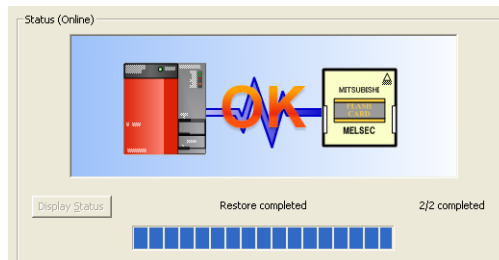 Status (Online)
MITSUBISHI
OK
FLASH
CARD
MELSEC
Display Status
Restore completed
2/2 completed